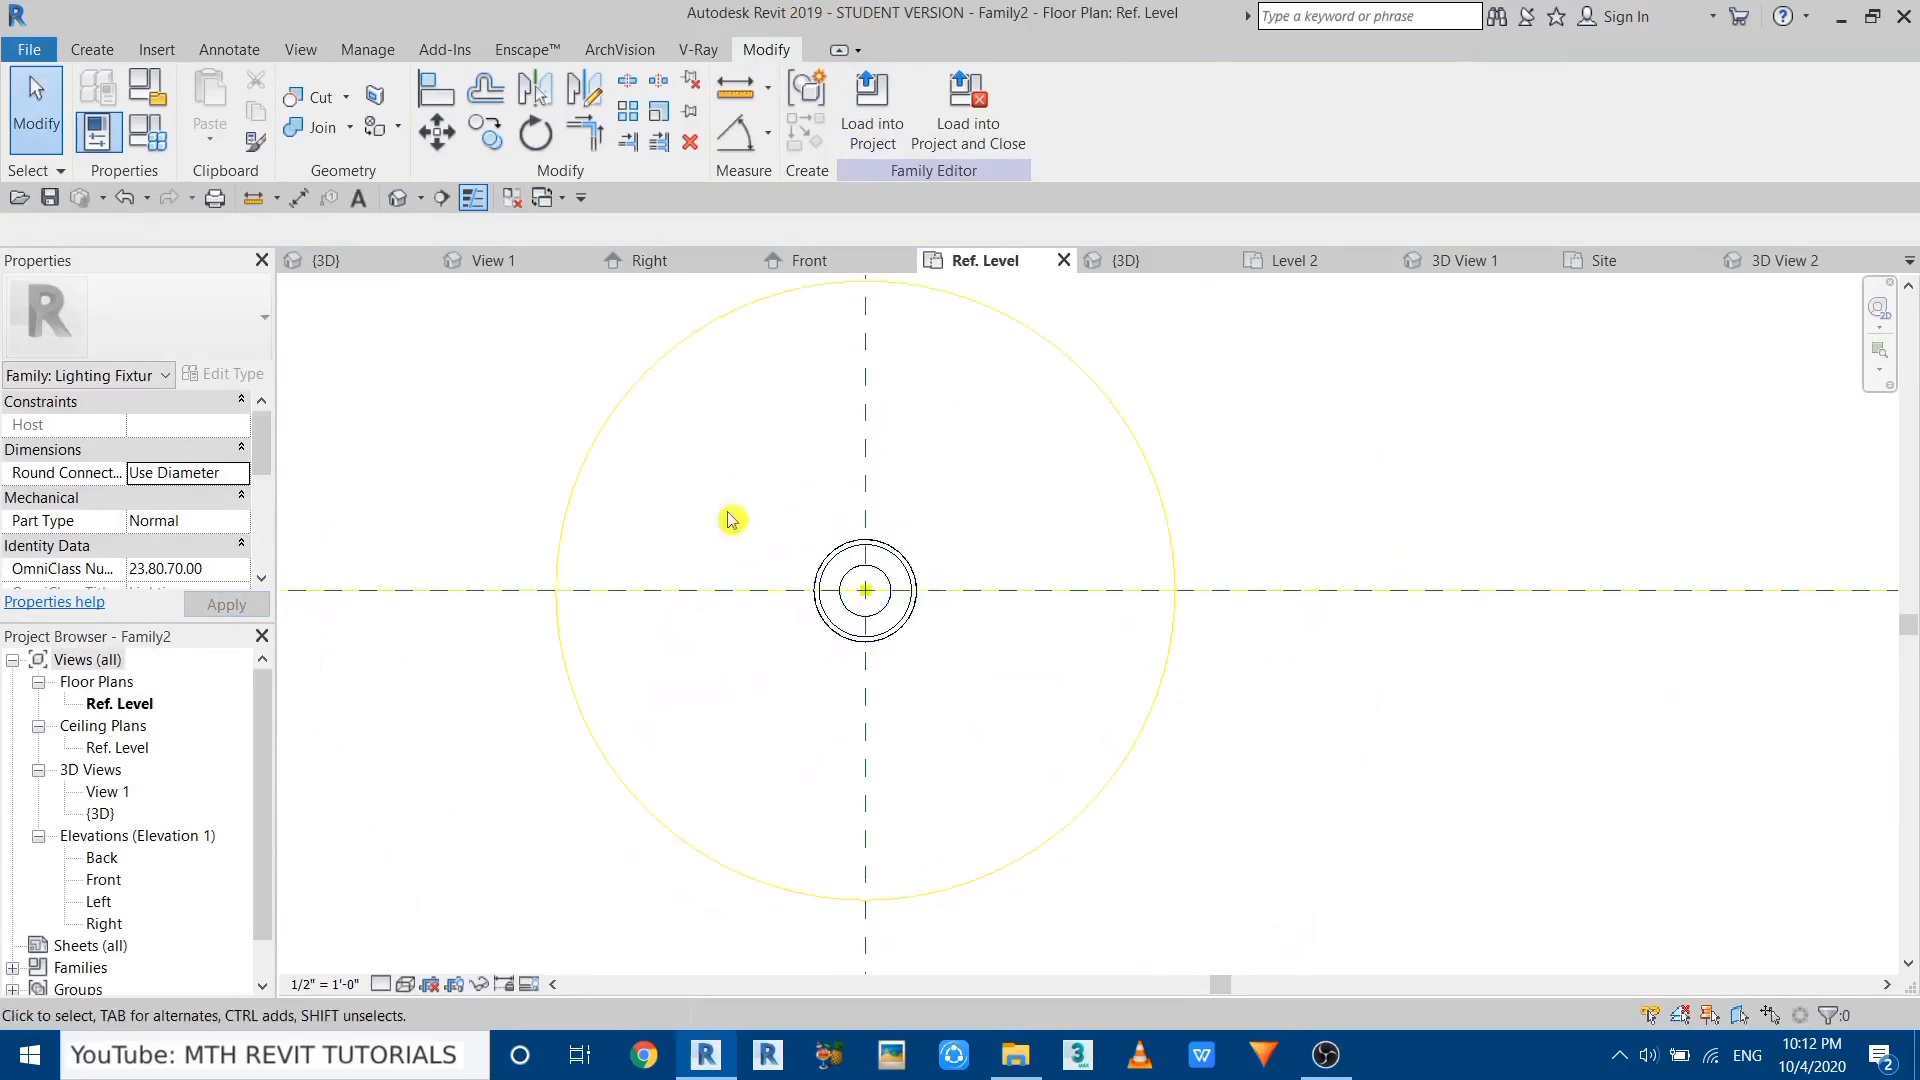 Autodesk Revit 2019 - STUDENT VERSION - Family2 - Floor Plan: Ref. Level
Type a keyword or phrase
Sign In
File Create Insert Annotate View Manage Add-Ins Enscape™ ArchVision V-Ray Modify
Modify
Paste
Cut
Join
Load into
Project
Load into
Project and Close
Select Properties Clipboard Geometry Modify Measure Create Family Editor
Properties
{3D} View 1 Right Front Ref. Level {3D} Level 2 3D View 1 Site 3D View 2
Family: Lighting Fixtur Edit Type
Constraints
Host
Dimensions
Round Connect... Use Diameter
Mechanical
Part Type Normal
Identity Data
OmniClass Nu... 23.80.70.00
Properties help Apply
Project Browser - Family2
Views (all)
Floor Plans
Ref. Level
Ceiling Plans
Ref. Level
3D Views
View 1
{3D}
Elevations (Elevation 1)
Back
Front
Left
Right
Sheets (all)
Families
Groups
2D
1/2" = 1'-0"
Click to select, TAB for alternates, CTRL adds, SHIFT unselects.
:0
YouTube: MTH REVIT TUTORIALS
ENG
10:12 PM
10/4/2020
2